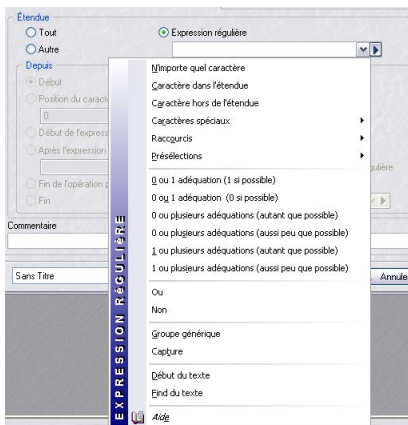 Étendue
Tout
Expression régulière
Autre
Depuis
N'importe quel caractère
Début
Caractère dans l'étendue
Position du caract
Caractère hors de l'étendue
0
Caractères spéciaux
Début de l'express
Raccourcis
Après l'expression
Présélections
gulière
Fin de l'opération p
0 ou 1 adéquation (1 si possible)
Fin
0 ou 1 adéquation (0 si possible)
0 ou plusieurs adéquations (autant que possible)
Commentaire
0 ou plusieurs adéquations (aussi peu que possible)
1 ou plusieurs adéquations (autant que possible)
Sans Titre
1 ou plusieurs adéquations (aussi peu que possible)
Annule
Ou
Non
Groupe générique
Capture
Début du texte
Find du texte
Aide
EXPRESSION RéGULIèRE